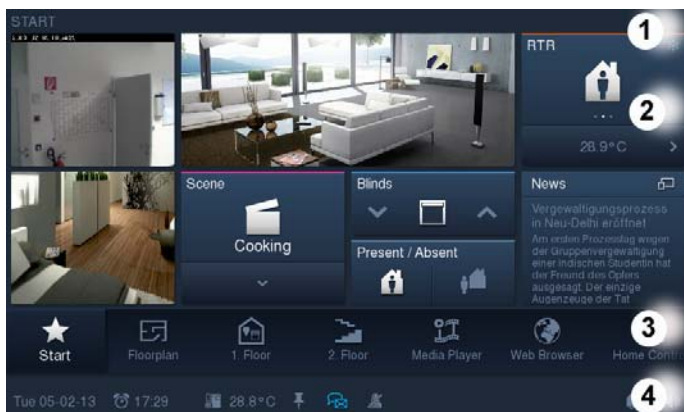 START
1
RTR
2
28.9°C
Scene
Cooking
Blinds
Present / Absent
News
Vergewaltigungsprozess
in Neu-Delhi eröffnet
Am ersten Prozesstag wegen
der Gruppenvergewaltigung
einer indischen Studentin hat
der Freund des Opfers
ausgesagt. Der einzige
Augenzeuge der Tat
3
Start
Floorplan
1. Floor
2. Floor
Media Player
Web Browser
Home Contro
4
Tue 05-02-13
17:29
28.8°C